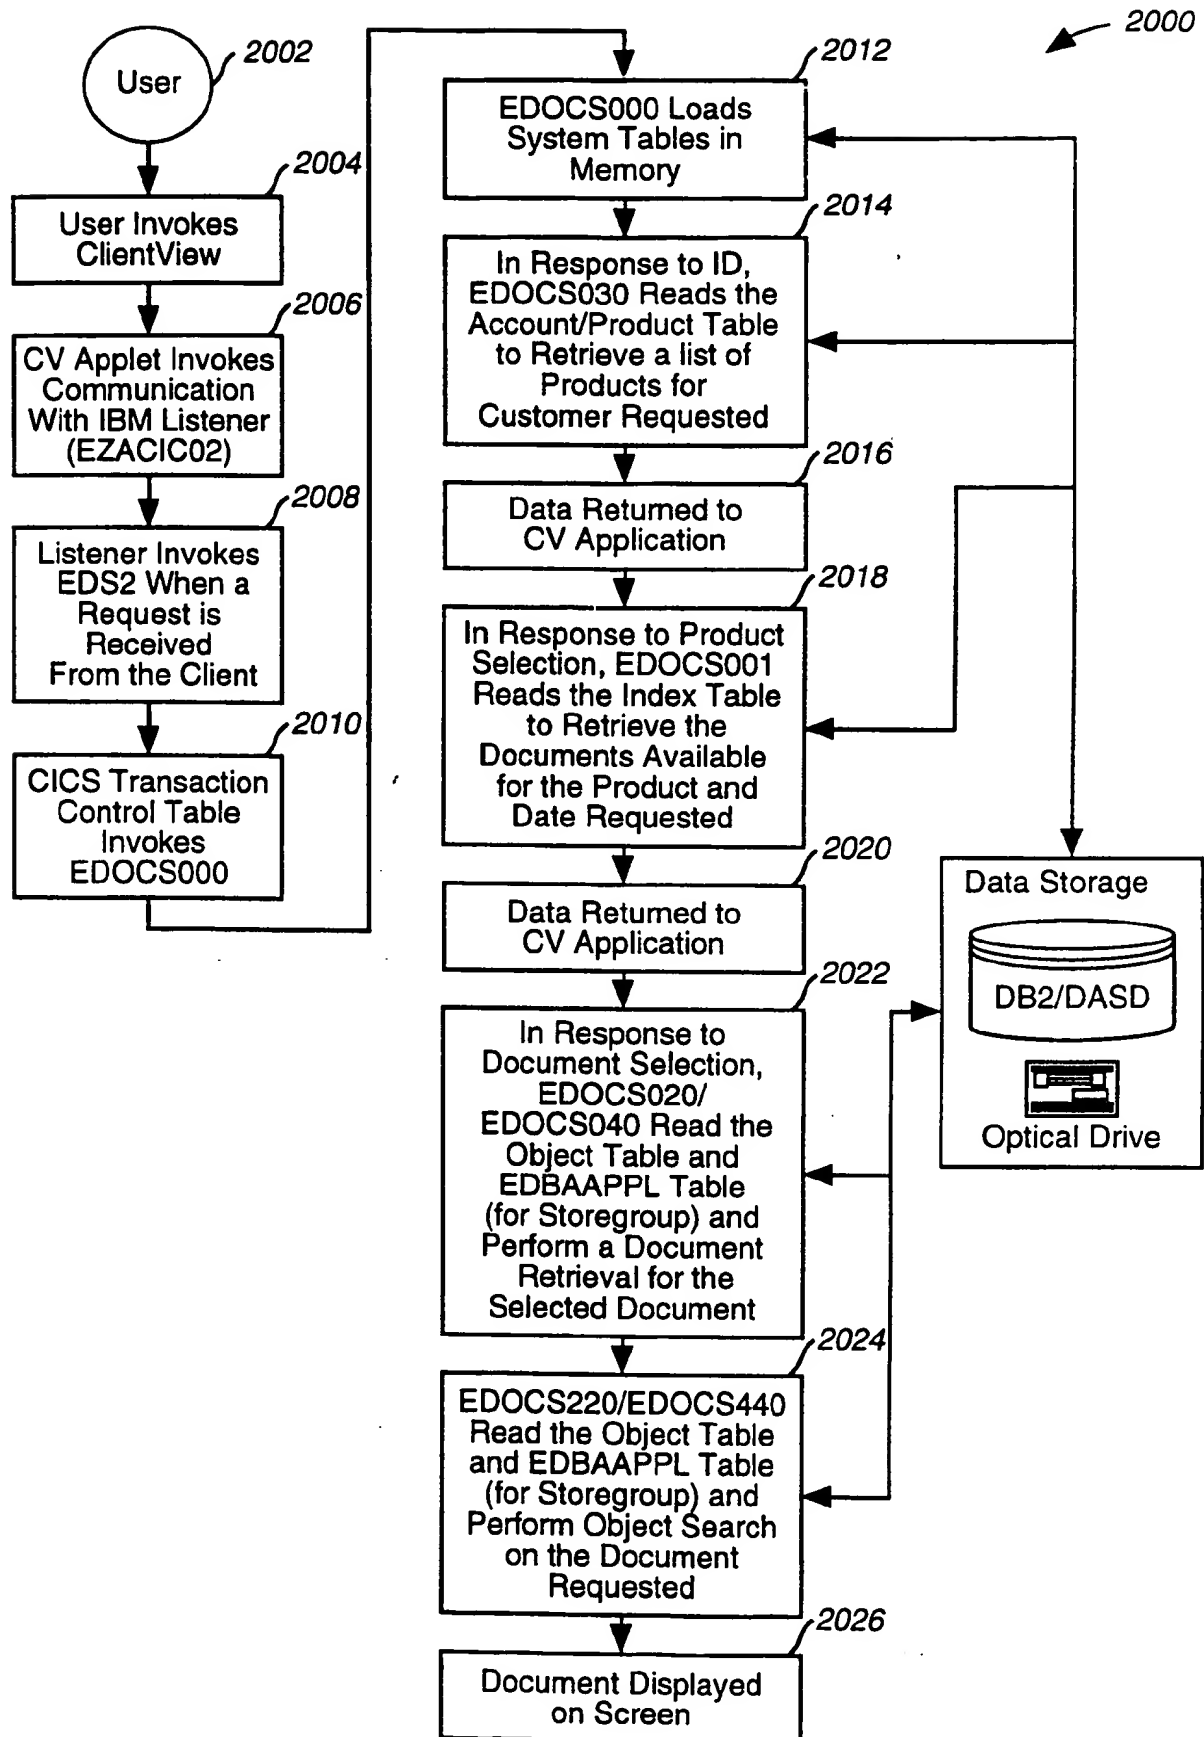 2000
2002
User
2004
User Invokes
ClientView
2006
CV Applet Invokes
Communication
With IBM Listener
(EZACIC02)
2008
Listener Invokes
EDS2 When a
Request is
Received
From the Client
2010
CICS Transaction
Control Table
Invokes
EDOCS000
2012
EDOCS000 Loads
System Tables in
Memory
2014
In Response to ID,
EDOCS030 Reads the
Account/Product Table
to Retrieve a list of
Products for
Customer Requested
2016
Data Returned to
CV Application
2018
In Response to Product
Selection, EDOCS001
Reads the Index Table
to Retrieve the
Documents Available
for the Product and
Date Requested
2020
Data Returned to
CV Application
2022
In Response to
Document Selection,
EDOCS020/
EDOCS040 Read the
Object Table and
EDBAAPPL Table
(for Storegroup) and
Perform a Document
Retrieval for the
Selected Document
2024
EDOCS220/EDOCS440
Read the Object Table
and EDBAAPPL Table
(for Storegroup) and
Perform Object Search
on the Document
Requested
2026
Document Displayed
on Screen
Data Storage
DB2/DASD
Optical Drive